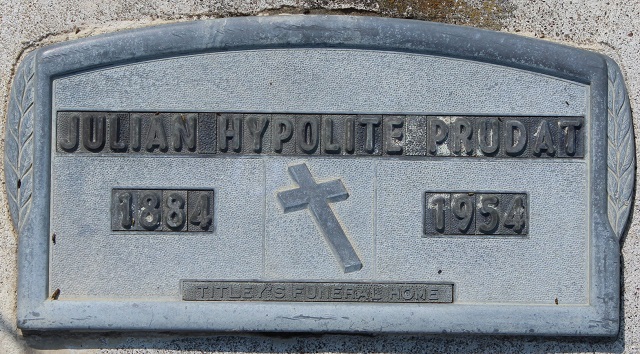 JULIAN HYPOLITE PRUDAT
1884 1954
TITLEY'S FUNERAL HOME